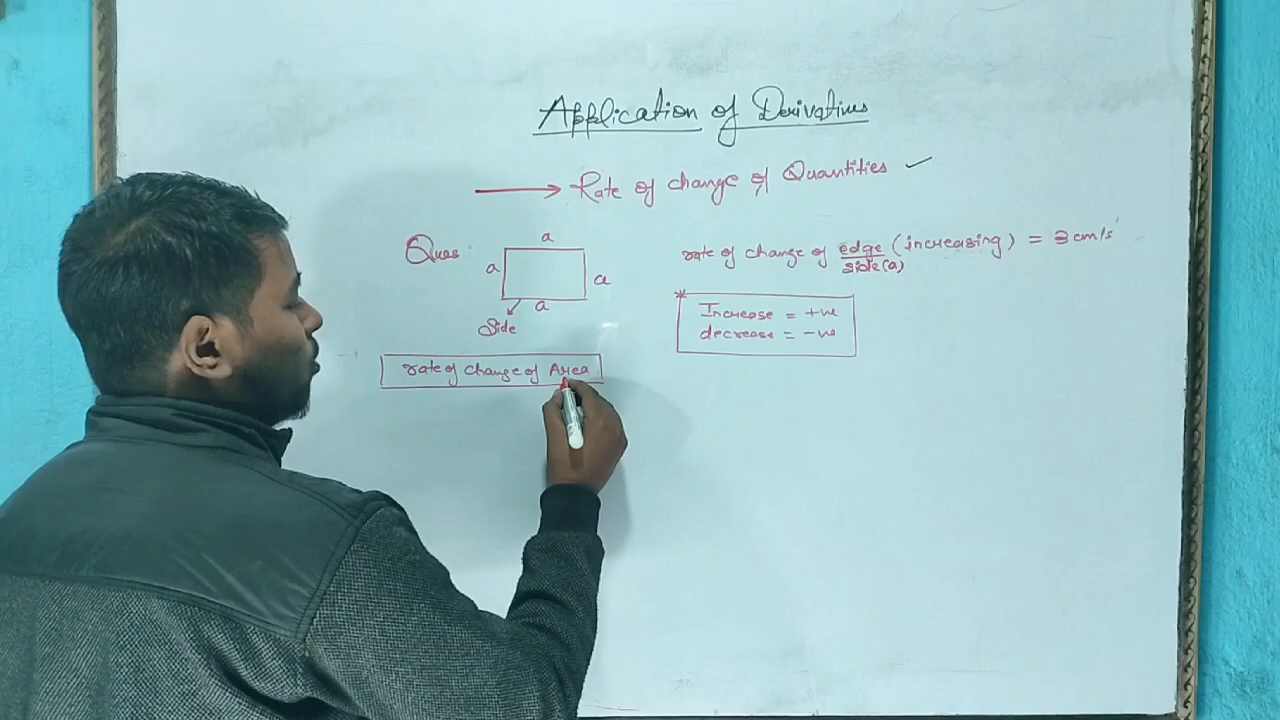 Application of Derivatives
→ Rate of change of Quantities ✓
Ques:
a
a
a
a
Side
rate of change of edge (increasing) = 3 cm/s
side(a)
* Increase = +ve
decrease = -ve
rate of change of Area